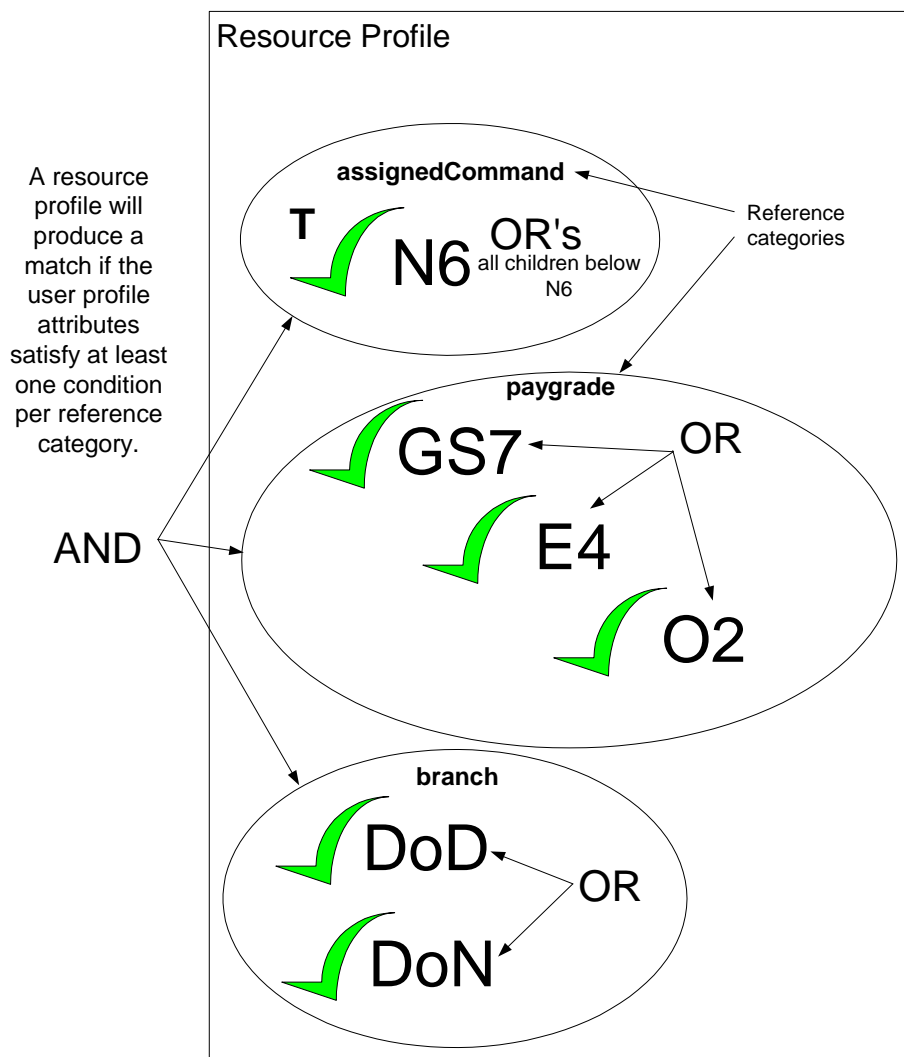 Resource Profile
A resource
profile will
produce a
match if the
user profile
attributes
satisfy at least
one condition
per reference
category.
AND
assignedCommand
T
N6
OR's
all children below
N6
Reference
categories
paygrade
GS7
OR
E4
O2
branch
DoD
OR
DoN